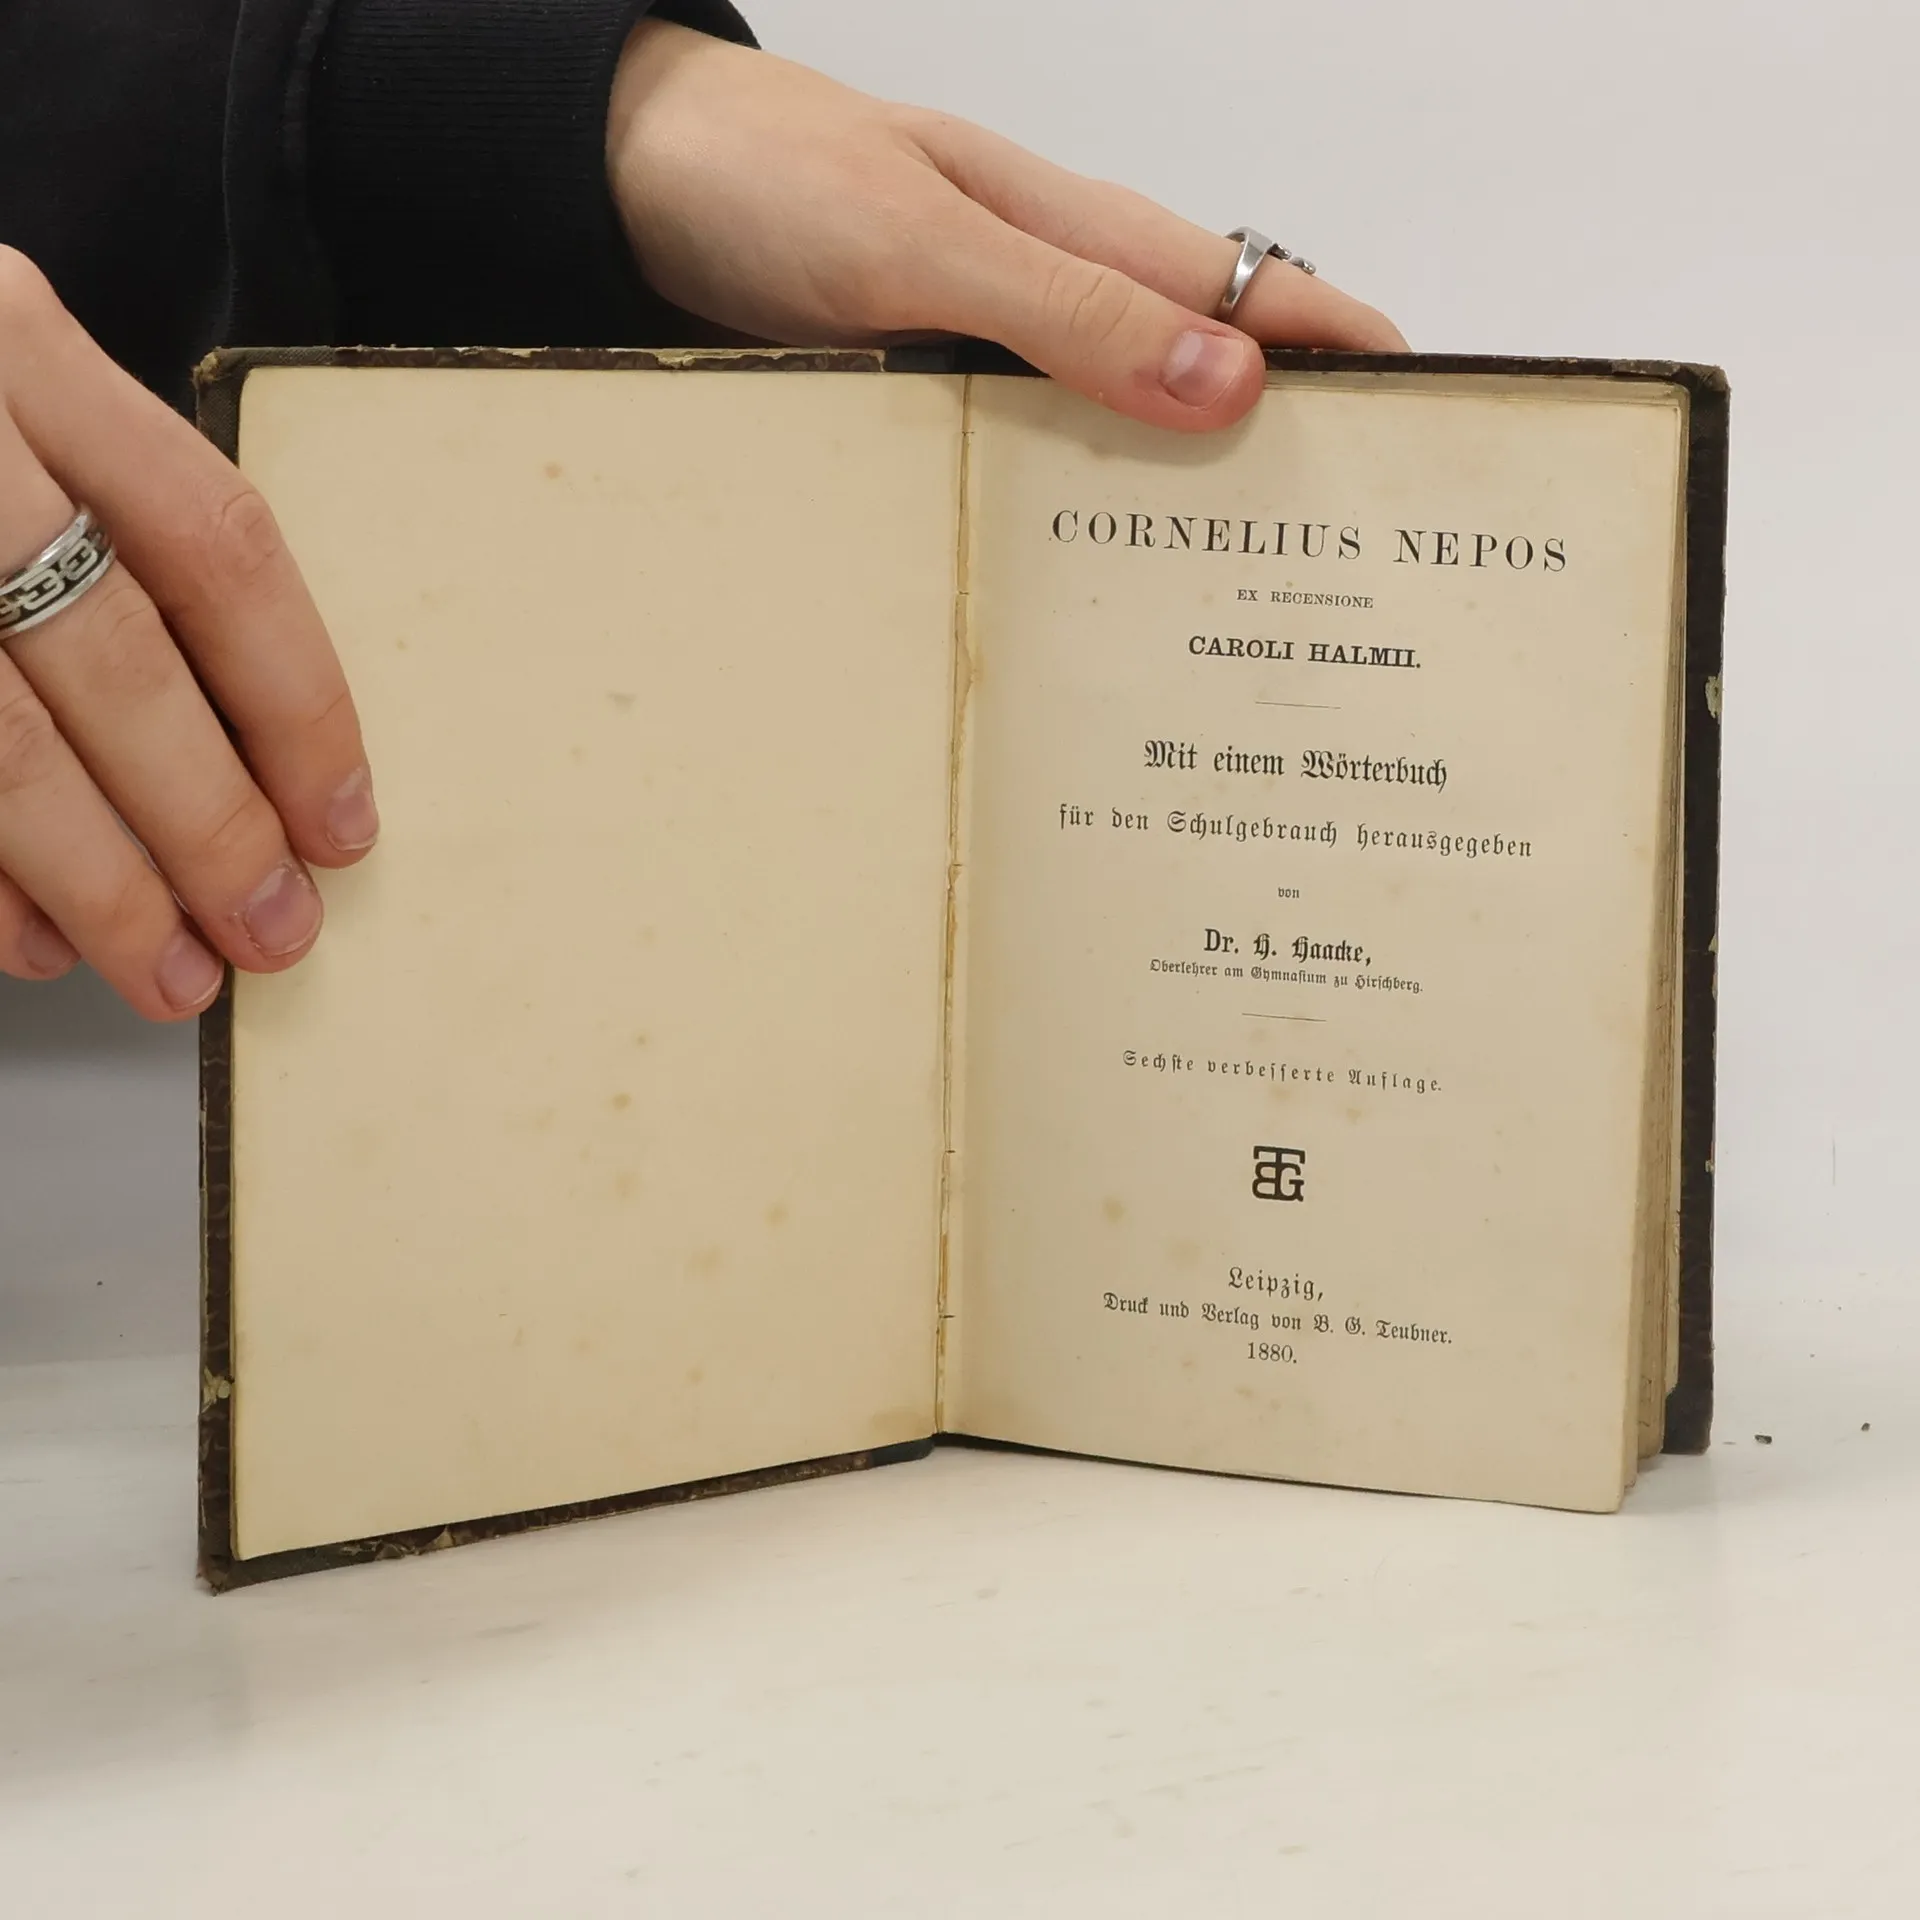 CORNELIUS NEPOS
EX RECENSIONE
CAROLI HALMII.
Mit einem Wörterbuch
für den Schulgebrauch herausgegeben
von
Dr. H. Haacke,
Oberlehrer am Gymnasium zu Hirschberg.
Sechste verbesserte Auflage.
BTG
Leipzig,
Druck und Verlag von B. G. Teubner.
1880.